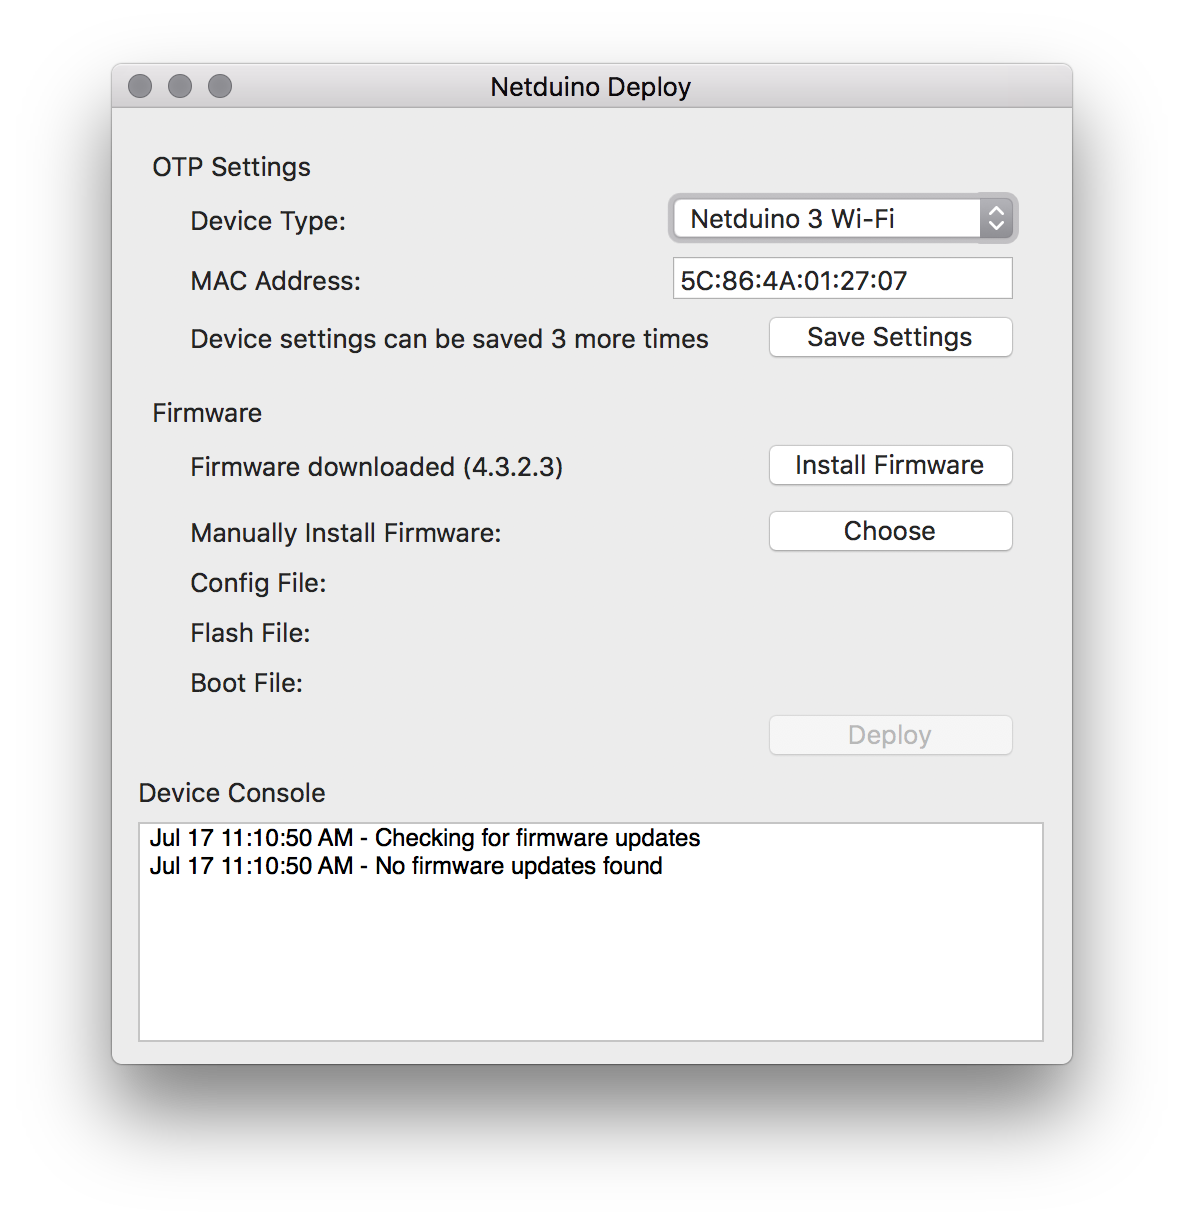 Netduino Deploy
OTP Settings
Device Type: Netduino 3 Wi-Fi
MAC Address: 5C:86:4A:01:27:07
Device settings can be saved 3 more times Save Settings
Firmware
Firmware downloaded (4.3.2.3) Install Firmware
Manually Install Firmware: Choose
Config File:
Flash File:
Boot File:
Deploy
Device Console
Jul 17 11:10:50 AM - Checking for firmware updates
Jul 17 11:10:50 AM - No firmware updates found